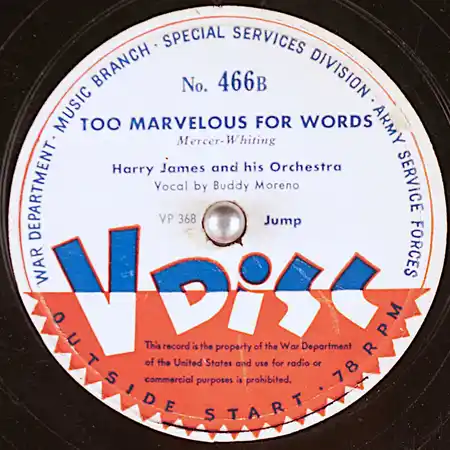 WAR DEPARTMENT · MUSIC BRANCH · SPECIAL SERVICES DIVISION · ARMY SERVICE FORCES
No. 466B
TOO MARVELOUS FOR WORDS
Mercer-Whiting
Harry James and his Orchestra
Vocal by Buddy Moreno
VP 368 Jump
V DiSC
This record is the property of the War Department
of the United States and use for radio or
commercial purposes is prohibited.
OUTSIDE START · 78 RPM